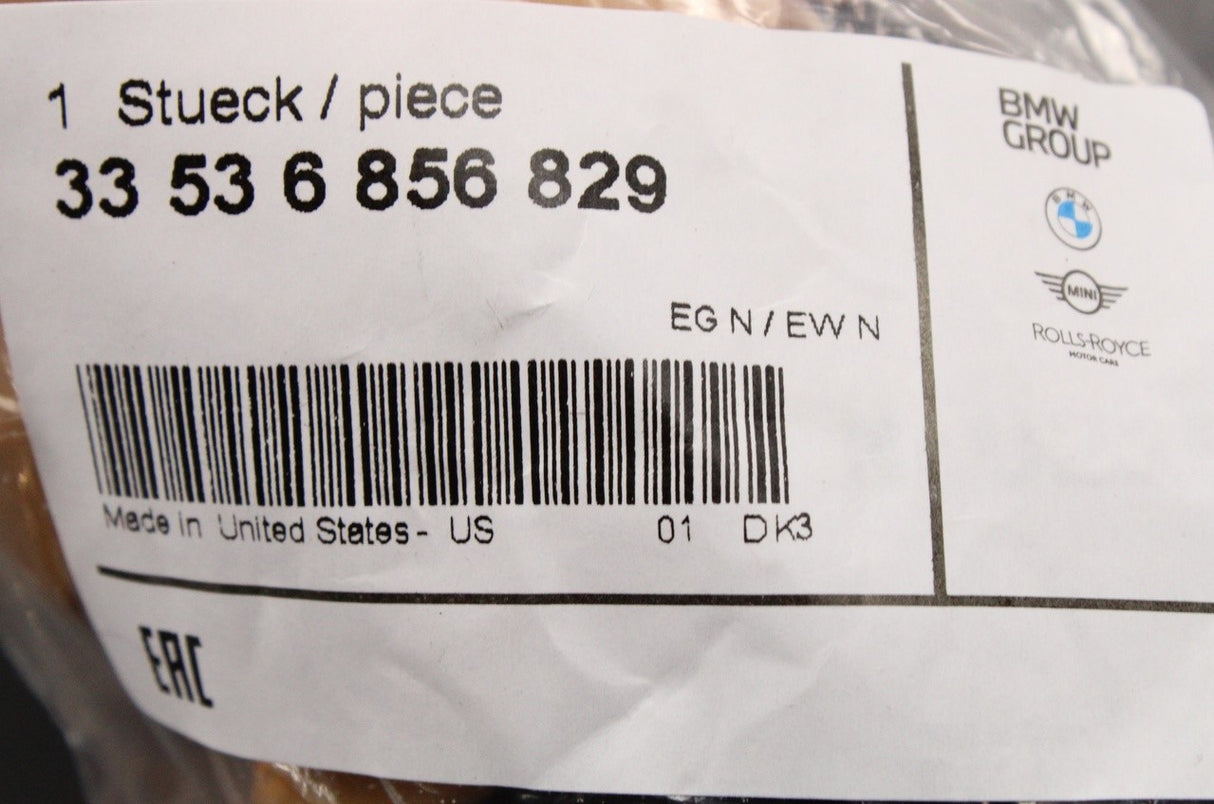 1 Stueck / piece
33 53 6 856 829
EG N / EW N
Made in United States - US 01 DK3
EAC
BMW
GROUP
BMW
MINI
ROLLS-ROYCE
MOTOR CARS